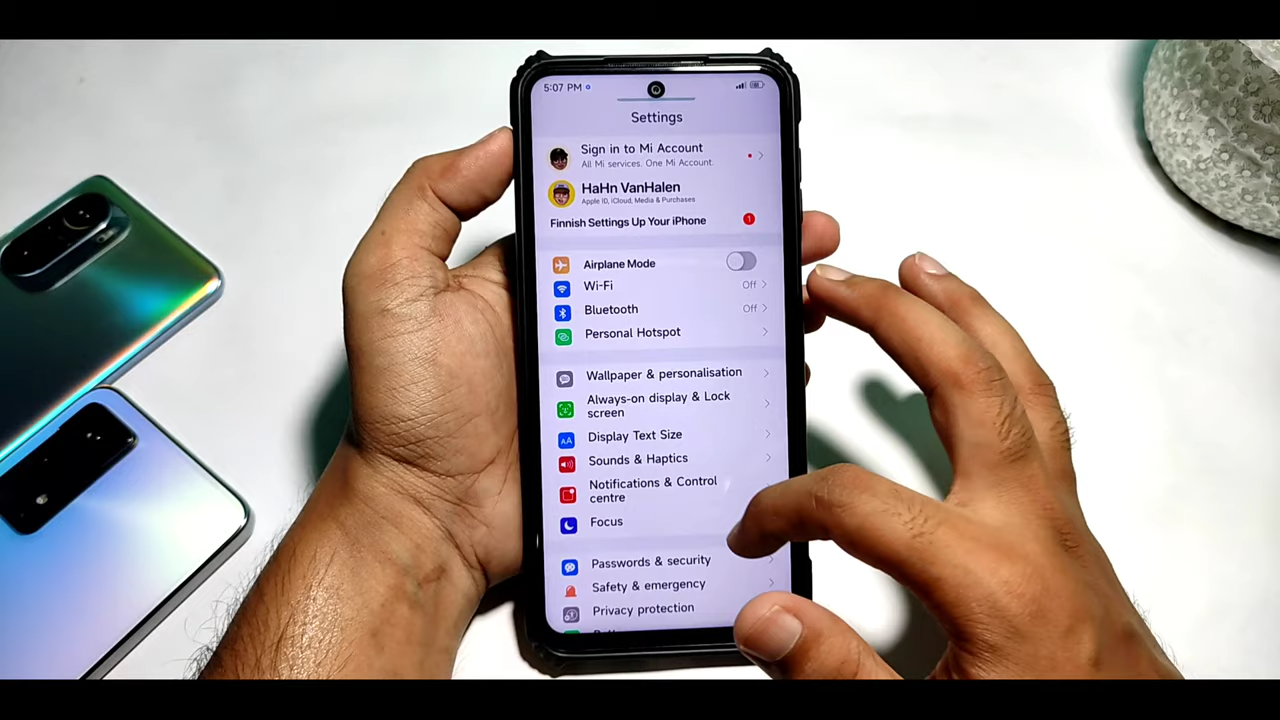 5:07 PM
Settings
Sign in to Mi Account
All Mi services. One Mi Account.
HaHn VanHalen
Apple ID, iCloud, Media & Purchases
Finnish Settings Up Your iPhone
1
Airplane Mode
Wi-Fi
Off
Bluetooth
Off
Personal Hotspot
Wallpaper & personalisation
Always-on display & Lock
screen
AA
Display Text Size
Sounds & Haptics
Notifications & Control
centre
Focus
Passwords & security
Safety & emergency
Privacy protection